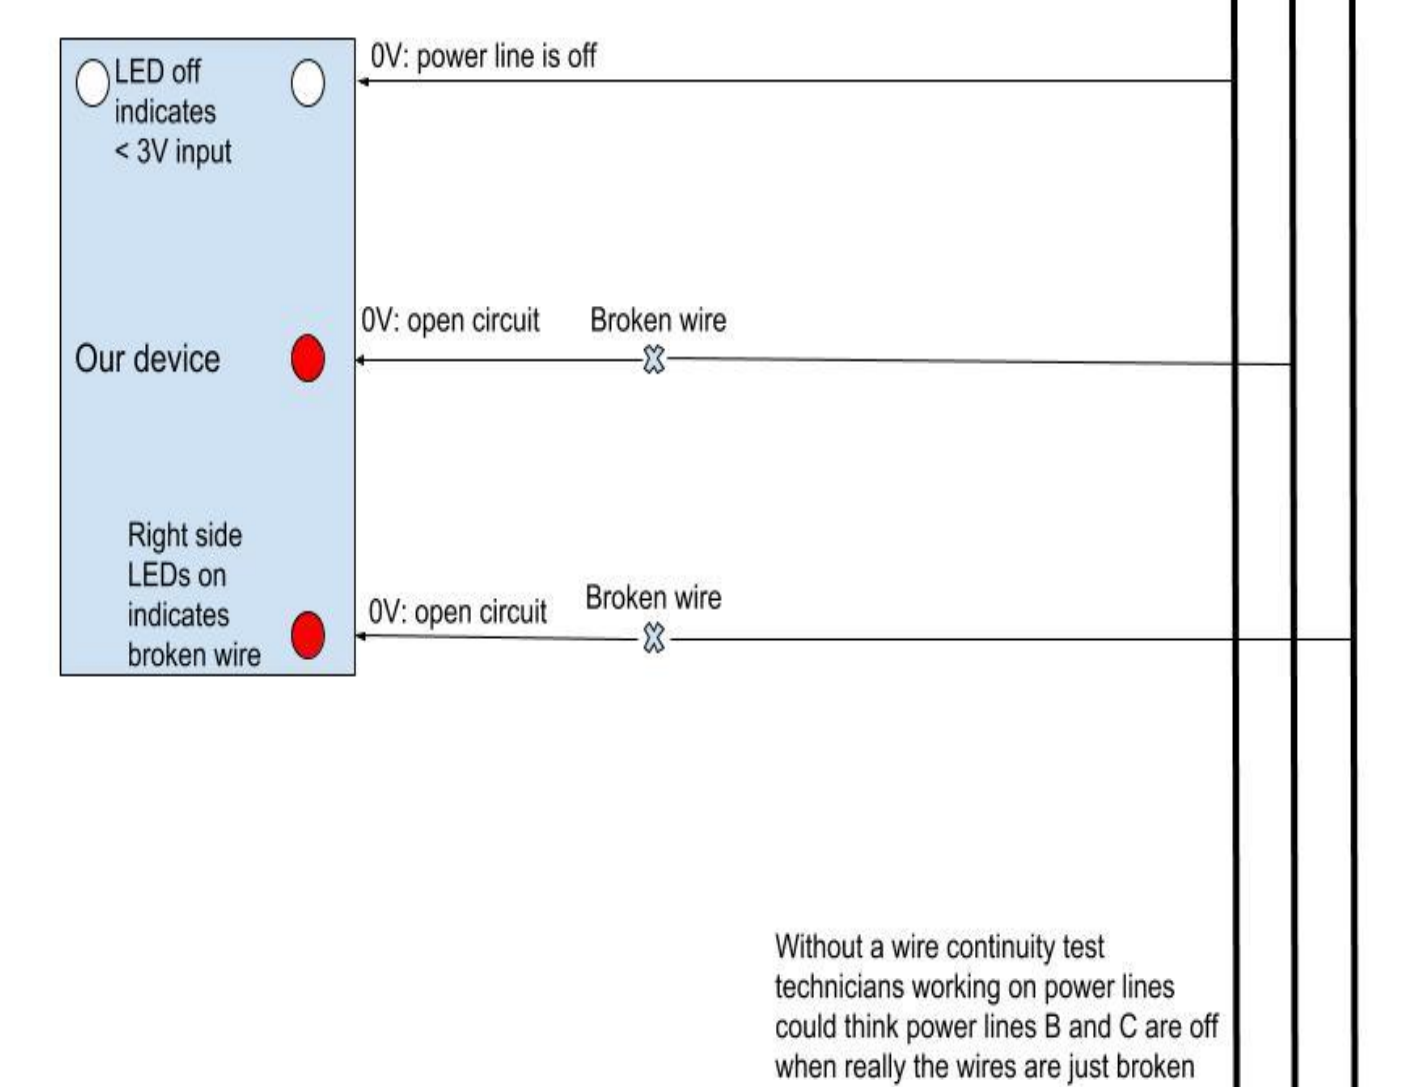 0V: power line is off
LED off
indicates
< 3V input
0V: open circuit
Broken wire
Our device
Right side
LEDs on
indicates
broken wire
0V: open circuit
Broken wire
Without a wire continuity test
technicians working on power lines
could think power lines B and C are off
when really the wires are just broken